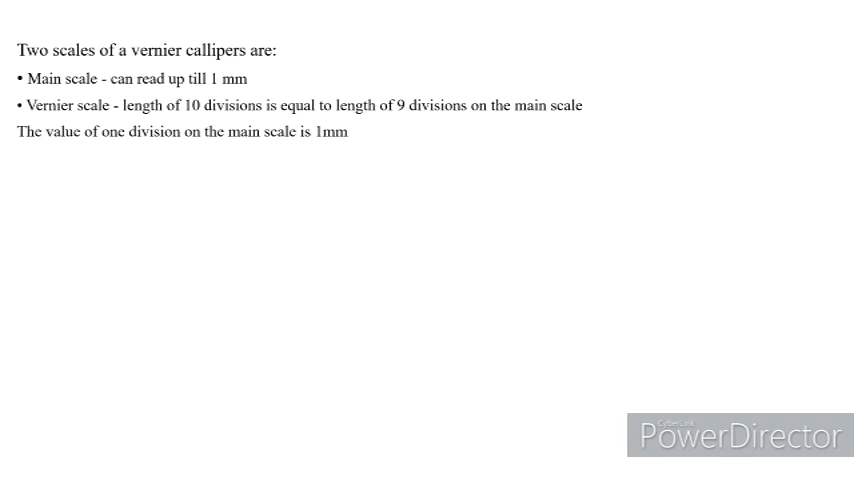 Two scales of a vernier callipers are:
• Main scale - can read up till 1 mm
• Vernier scale - length of 10 divisions is equal to length of 9 divisions on the main scale
The value of one division on the main scale is 1mm
CyberLink
PowerDirector